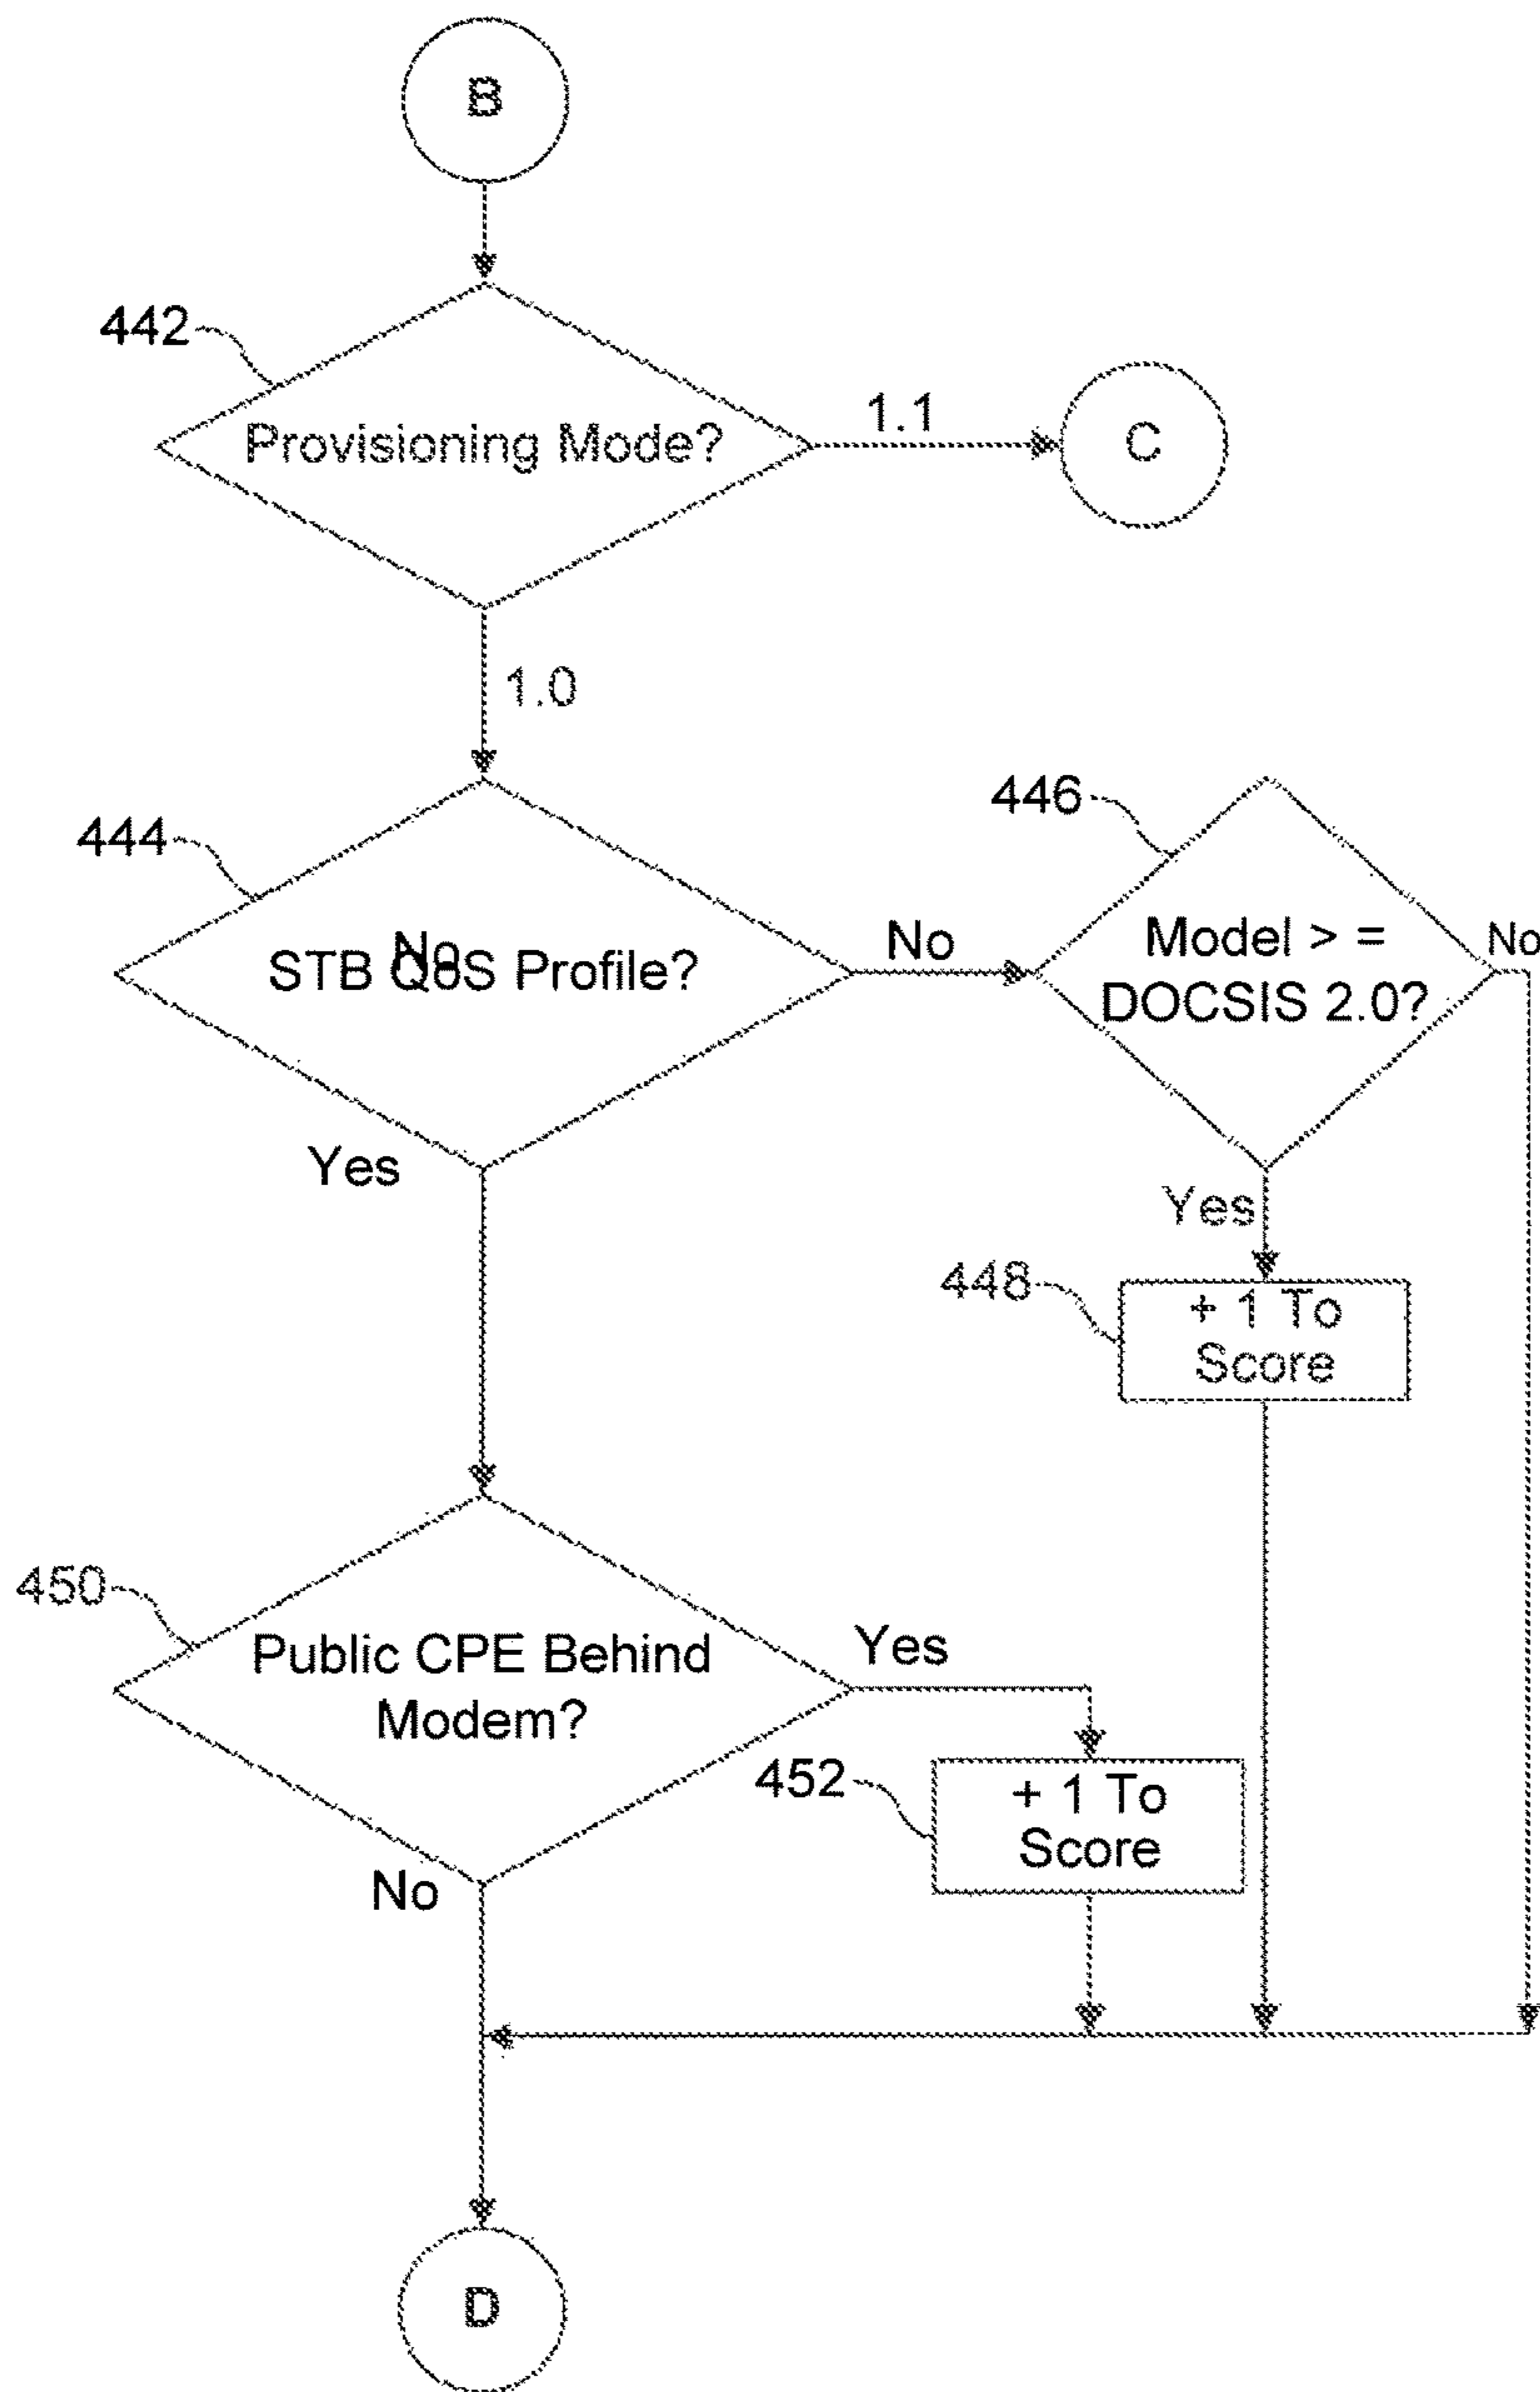 B
442
Provisioning Mode?
1.1
C
1.0
444
No
STB QoS Profile?
No
446
Model > =
DOCSIS 2.0?
No
Yes
Yes
448
+ 1 To
Score
450
Public CPE Behind
Modem?
Yes
452
+ 1 To
Score
No
D